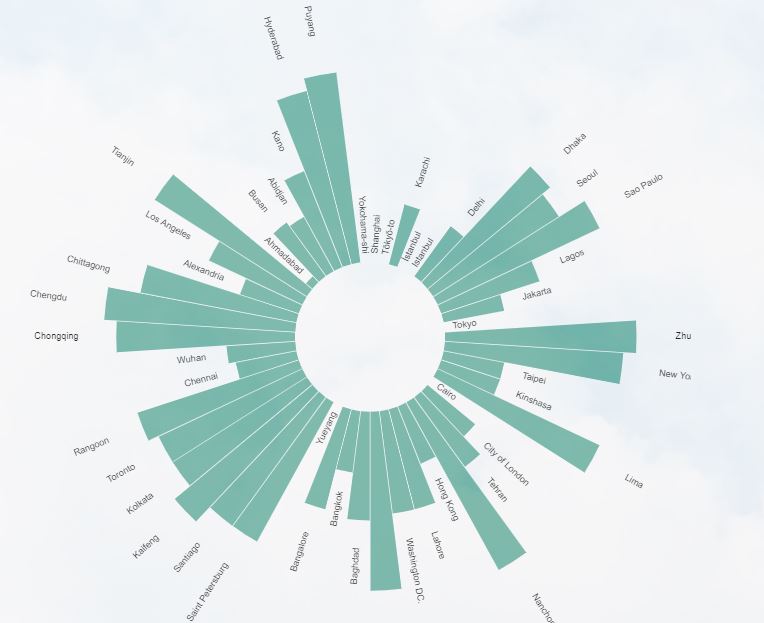 Puyang
Hyderabad
Kano
Abidjan
Busan
Ahmadabad
Tianjin
Los Angeles
Alexandria
Chittagong
Chengdu
Chongqing
Wuhan
Chennai
Rangoon
Toronto
Kolkata
Kaifeng
Santiago
Saint Petersburg
Yueyang
Bangalore
Bangkok
Baghdad
Washington DC.
Lahore
Hong Kong
Nancho
Tehran
City of London
Cairo
Lima
Kinshasa
Taipei
New Yo
Zhu
Tokyo
Jakarta
Lagos
Sao Paulo
Seoul
Dhaka
Delhi
Istanbul
Istanbul
Karachi
Tōkyō-to
Shanghai
Yokohama-shi